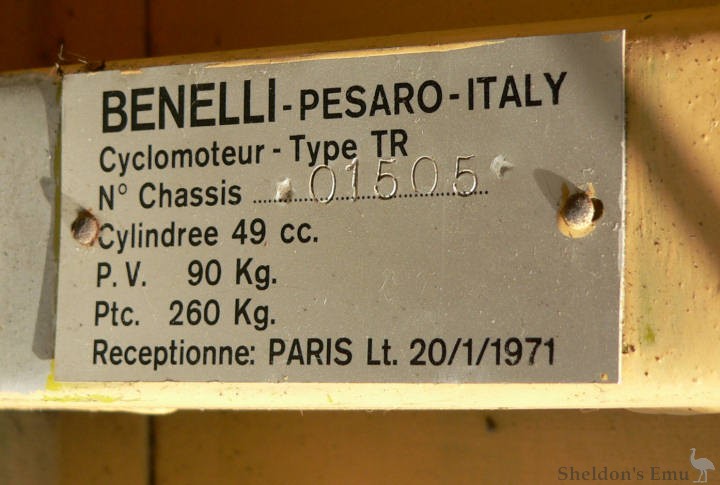 BENELLI - PESARO - ITALY
Cyclomoteur - Type TR
N° Chassis ........ 01505 ........
Cylindree 49 cc.
P.V. 90 Kg.
Ptc. 260 Kg.
Receptionne: PARIS Lt. 20/1/1971
Sheldon's Emu